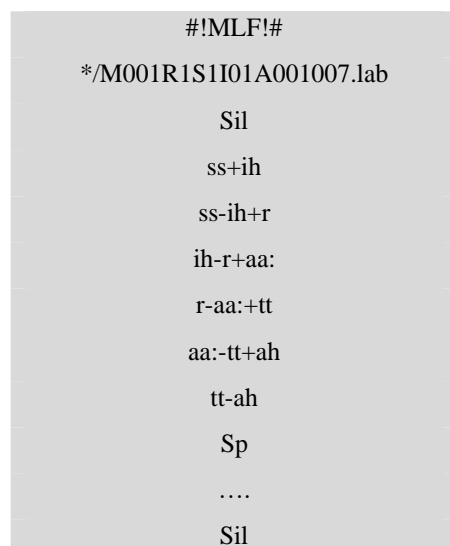 #!MLF!#
*/M001R1S1I01A001007.lab
Sil
ss+ih
ss-ih+r
ih-r+aa:
r-aa:+tt
aa:-tt+ah
tt-ah
Sp
….
Sil